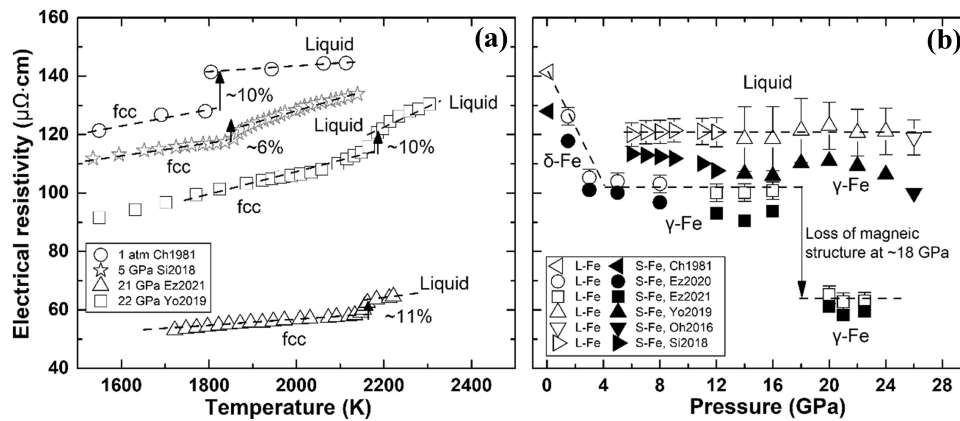 (a)
Liquid
~10%
fcc
~6%
fcc
Liquid
Liquid
~10%
fcc
1 atm Ch1981
5 GPa Si2018
21 GPa Ez2021
22 GPa Yo2019
Liquid
~11%
fcc
160
140
120
100
80
60
40
1600 1800 2000 2200 2400
Temperature (K)
Electrical resistivity (μΩ·cm)
(b)
Liquid
δ-Fe
γ-Fe
γ-Fe
Loss of magneic
structure at ~18 GPa
L-Fe S-Fe, Ch1981
L-Fe S-Fe, Ez2020
L-Fe S-Fe, Ez2021
L-Fe S-Fe, Yo2019
L-Fe S-Fe, Oh2016
L-Fe S-Fe, Si2018
γ-Fe
0 4 8 12 16 20 24 28
Pressure (GPa)